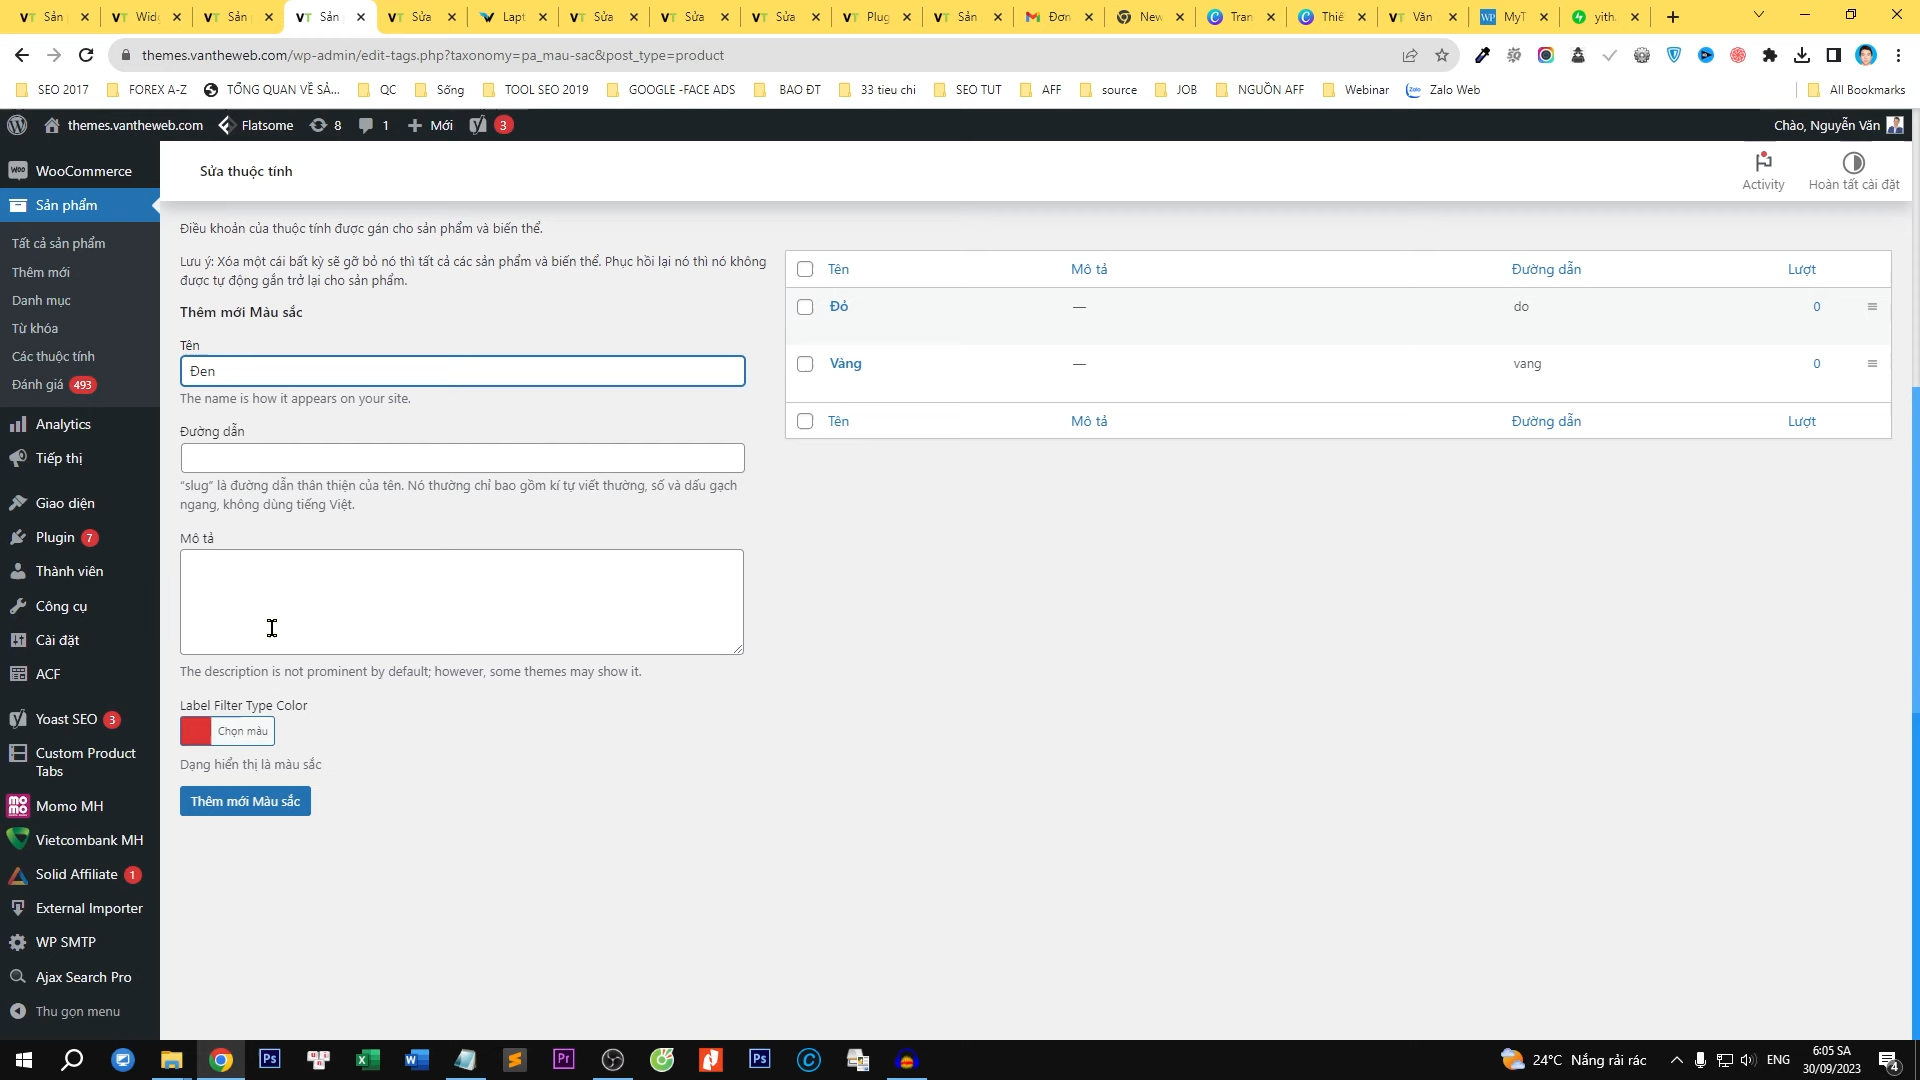 Sản
Widg
Sản
Sản
Sửa
Lapt
Sửa
Sửa
Sửa
Plug
Sản
Đơn
New
Tran
Thiế
Văn
MyT
yith
themes.vantheweb.com/wp-admin/edit-tags.php?taxonomy=pa_mau-sac&post_type=product
SEO 2017
FOREX A-Z
TỔNG QUAN VỀ SẢ...
QC
Sống
TOOL SEO 2019
GOOGLE -FACE ADS
BAO ĐT
33 tieu chi
SEO TUT
AFF
source
JOB
NGUỒN AFF
Webinar
Zalo Web
All Bookmarks
themes.vantheweb.com
Flatsome
8
1
Mới
3
Chào, Nguyễn Văn
WooCommerce
Sản phẩm
Tất cả sản phẩm
Thêm mới
Danh mục
Từ khóa
Các thuộc tính
Đánh giá 493
Analytics
Tiếp thị
Giao diện
Plugin 7
Thành viên
Công cụ
Cài đặt
ACF
Yoast SEO 3
Custom Product
Tabs
Momo MH
Vietcombank MH
Solid Affiliate 1
External Importer
WP SMTP
Ajax Search Pro
Thu gọn menu
Sửa thuộc tính
Activity
Hoàn tất cài đặt
Điều khoản của thuộc tính được gán cho sản phẩm và biến thể.
Lưu ý: Xóa một cái bất kỳ sẽ gỡ bỏ nó thì tất cả các sản phẩm và biến thể. Phục hồi lại nó thì nó không
được tự động gắn trở lại cho sản phẩm.
Thêm mới Màu sắc
Tên
Đen
The name is how it appears on your site.
Đường dẫn
“slug” là đường dẫn thân thiện của tên. Nó thường chỉ bao gồm kí tự viết thường, số và dấu gạch
ngang, không dùng tiếng Việt.
Mô tả
The description is not prominent by default; however, some themes may show it.
Label Filter Type Color
Chọn màu
Dạng hiển thị là màu sắc
Thêm mới Màu sắc
Tên Mô tả Đường dẫn Lượt
Đỏ — do 0
Vàng — vang 0
Tên Mô tả Đường dẫn Lượt
24°C Nắng rải rác
ENG
6:05 SA
30/09/2023
4